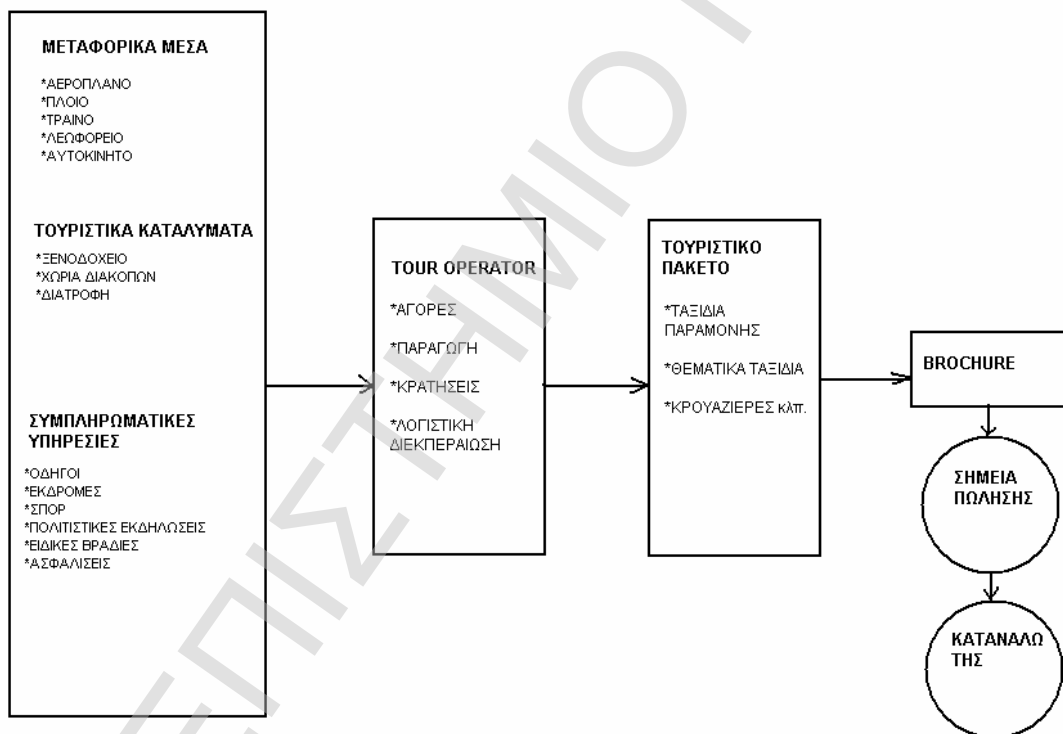 ΜΕΤΑΦΟΡΙΚΑ ΜΕΣΑ
*ΑΕΡΟΠΛΑΝΟ
*ΠΛΟΙΟ
*ΤΡΑΙΝΟ
*ΛΕΩΦΟΡΕΙΟ
*ΑΥΤΟΚΙΝΗΤΟ
ΤΟΥΡΙΣΤΙΚΑ ΚΑΤΑΛΥΜΑΤΑ
*ΞΕΝΟΔΟΧΕΙΟ
*ΧΩΡΙΑ ΔΙΑΚΟΠΩΝ
*ΔΙΑΤΡΟΦΗ
ΣΥΜΠΛΗΡΩΜΑΤΙΚΕΣ
ΥΠΗΡΕΣΙΕΣ
*ΟΔΗΓΟΙ
*ΕΚΔΡΟΜΕΣ
*ΣΠΟΡ
*ΠΟΛΙΤΙΣΤΙΚΕΣ ΕΚΔΗΛΩΣΕΙΣ
*ΕΙΔΙΚΕΣ ΒΡΑΔΙΕΣ
*ΑΣΦΑΛΙΣΕΙΣ
TOUR OPERATOR
*ΑΓΟΡΕΣ
*ΠΑΡΑΓΩΓΗ
*ΚΡΑΤΗΣΕΙΣ
*ΛΟΓΙΣΤΙΚΗ
ΔΙΕΚΠΕΡΑΙΩΣΗ
ΤΟΥΡΙΣΤΙΚΟ
ΠΑΚΕΤΟ
*ΤΑΞΙΔΙΑ
ΠΑΡΑΜΟΝΗΣ
*ΘΕΜΑΤΙΚΑ ΤΑΞΙΔΙΑ
*ΚΡΟΥΑΖΙΕΡΕΣ κλπ.
BROCHURE
ΣΗΜΕΙΑ
ΠΩΛΗΣΗΣ
ΚΑΤΑΝΑΛΩ
ΤΗΣ